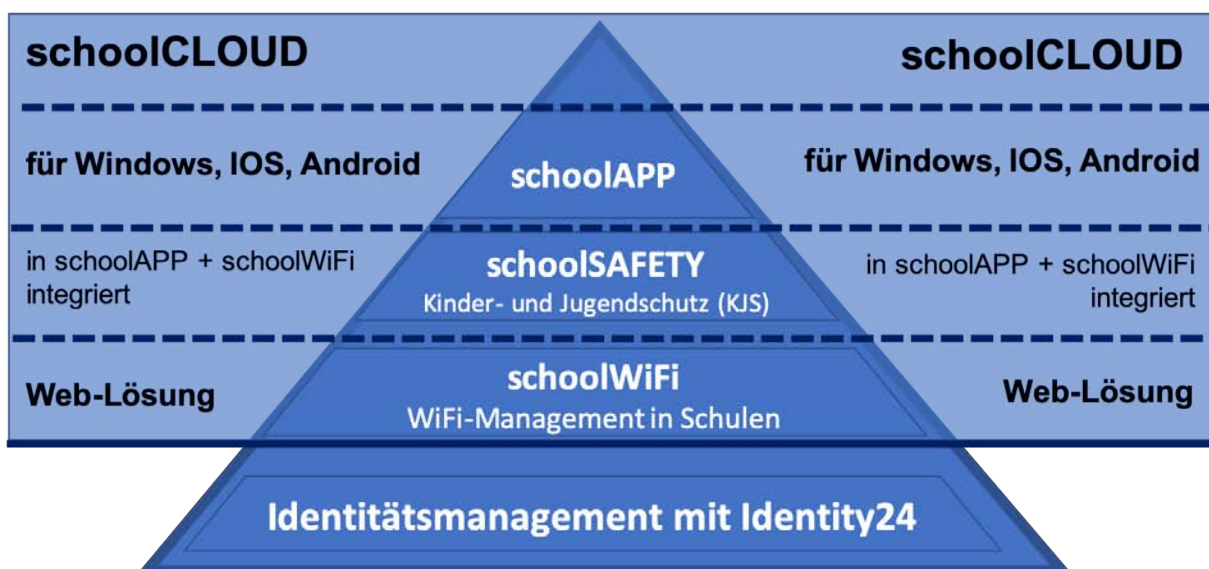 schoolCLOUD
schoolCLOUD
für Windows, IOS, Android
schoolAPP
für Windows, IOS, Android
in schoolAPP + schoolWiFi
integriert
schoolSAFETY
Kinder- und Jugendschutz (KJS)
in schoolAPP + schoolWiFi
integriert
Web-Lösung
schoolWiFi
WiFi-Management in Schulen
Web-Lösung
Identitätsmanagement mit Identity24